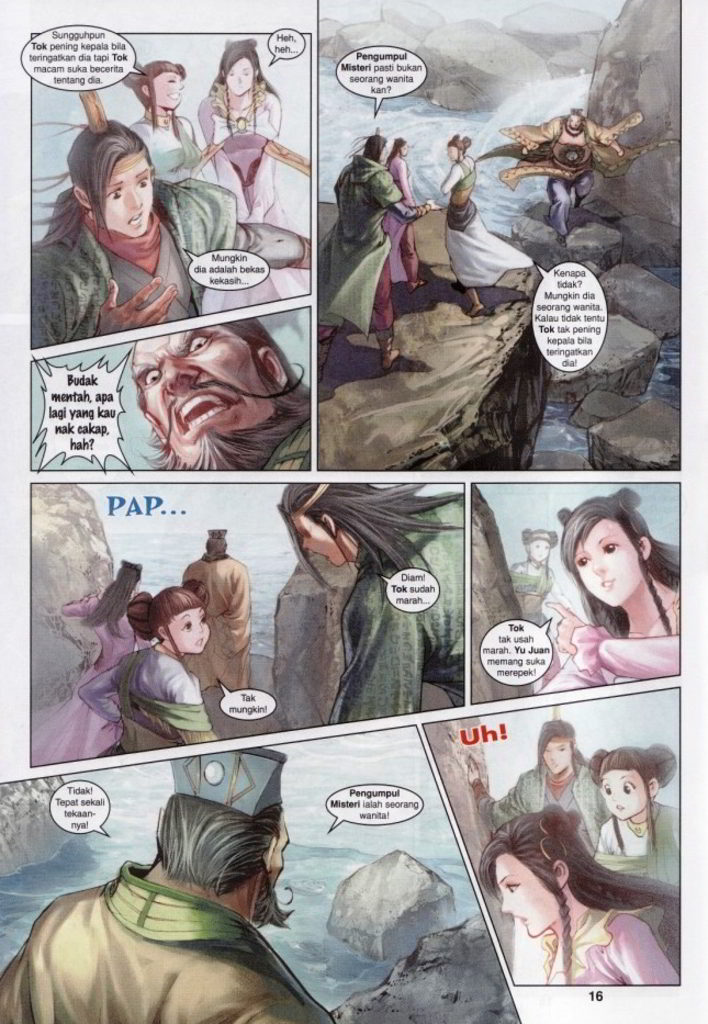 Sungguhpun
Tok pening kepala bila
teringatkan dia tapi Tok
macam suka becerita
tentang dia.
Heh,
heh...
Mungkin
dia adalah bekas
kekasih...
Pengumpul
Misteri pasti bukan
seorang wanita
kan?
Kenapa
tidak?
Mungkin dia
seorang wanita.
Kalau tidak tentu
Tok tak pening
kepala bila
teringatkan
dia!
Budak
mentah, apa
lagi yang kau
nak cakap,
hah?
PAP...
Diam!
Tok sudah
marah...
Tak
mungkin!
Tok
tak usah
marah. Yu Juan
memang suka
merepek!
Tidak!
Tepat sekali
tekaan-
nya!
Pengumpul
Misteri ialah seorang
wanita!
Uh!
16